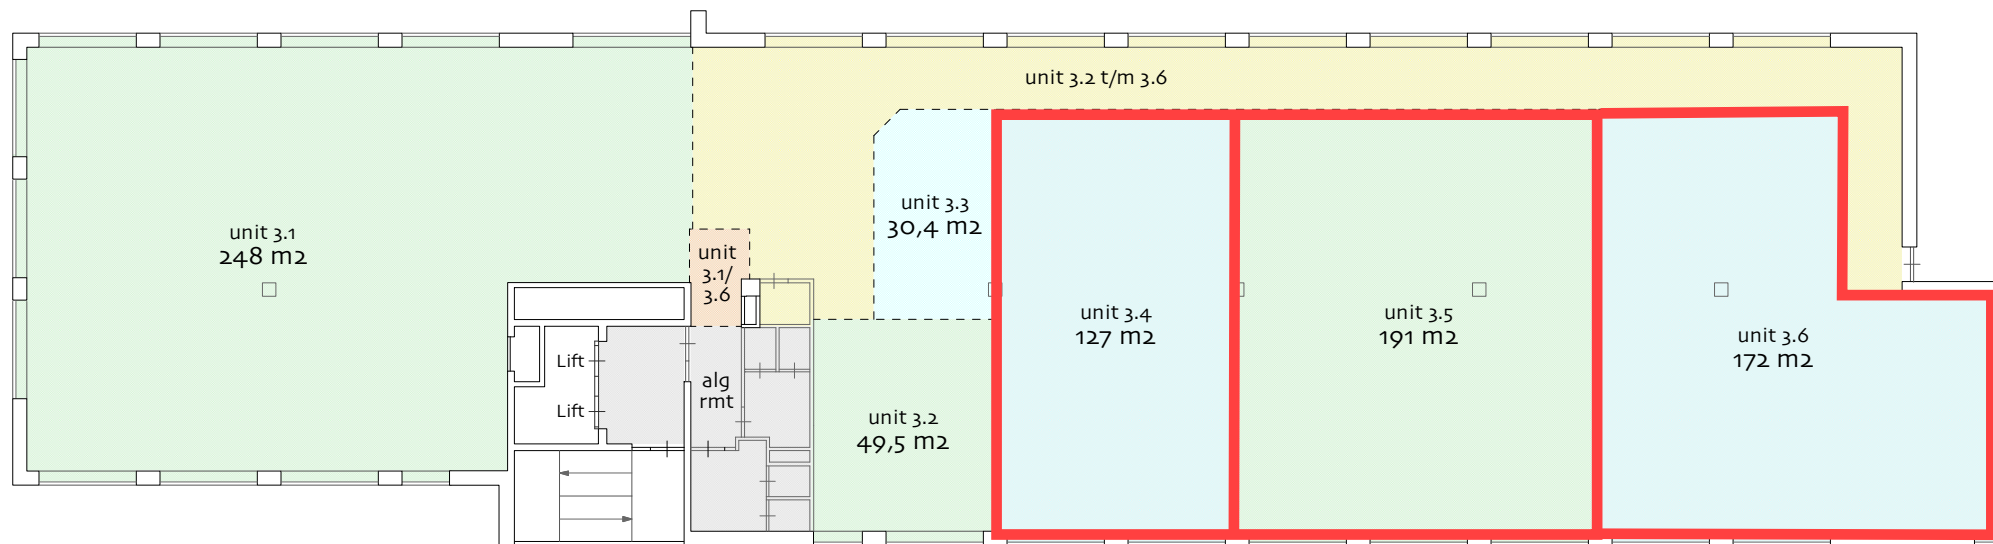 unit 3.2 t/m 3.6
unit 3.1
248 m2
unit
3.1/
3.6
unit 3.3
30,4 m2
unit 3.4
127 m2
unit 3.5
191 m2
unit 3.6
172 m2
Lift
Lift
alg
rmt
unit 3.2
49,5 m2